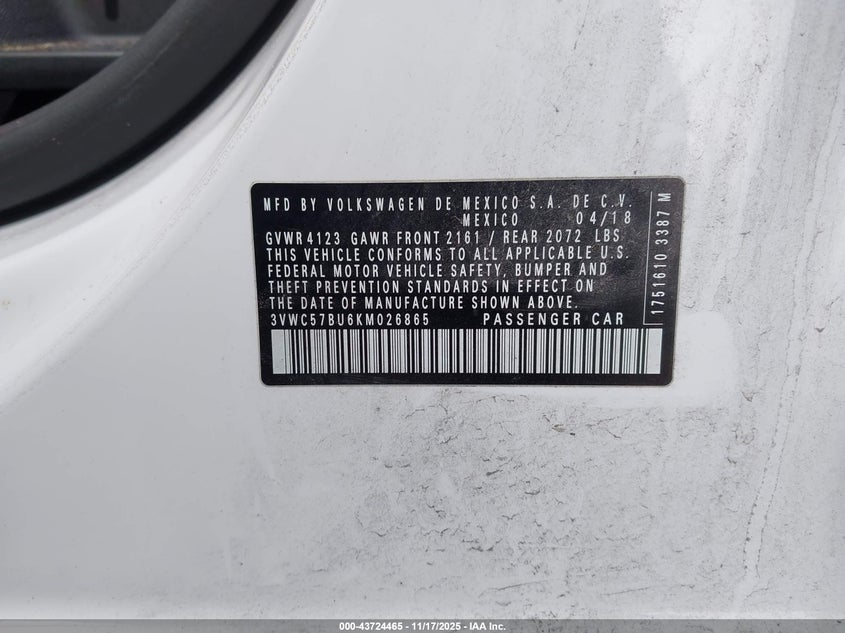 MFD BY VOLKSWAGEN DE MEXICO S.A. DE C.V.
MEXICO 04/18
GVWR 4123 GAWR FRONT 2161 / REAR 2072 LBS
THIS VEHICLE CONFORMS TO ALL APPLICABLE U.S.
FEDERAL MOTOR VEHICLE SAFETY, BUMPER AND
THEFT PREVENTION STANDARDS IN EFFECT ON
THE DATE OF MANUFACTURE SHOWN ABOVE.
3VWC57BU6KM026865 PASSENGER CAR
1751610 3387 M
000-43724465 - 11/17/2025 - IAA Inc.